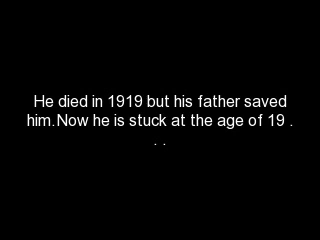 He died in 1919 but his father saved
him.Now he is stuck at the age of 19 .
. .